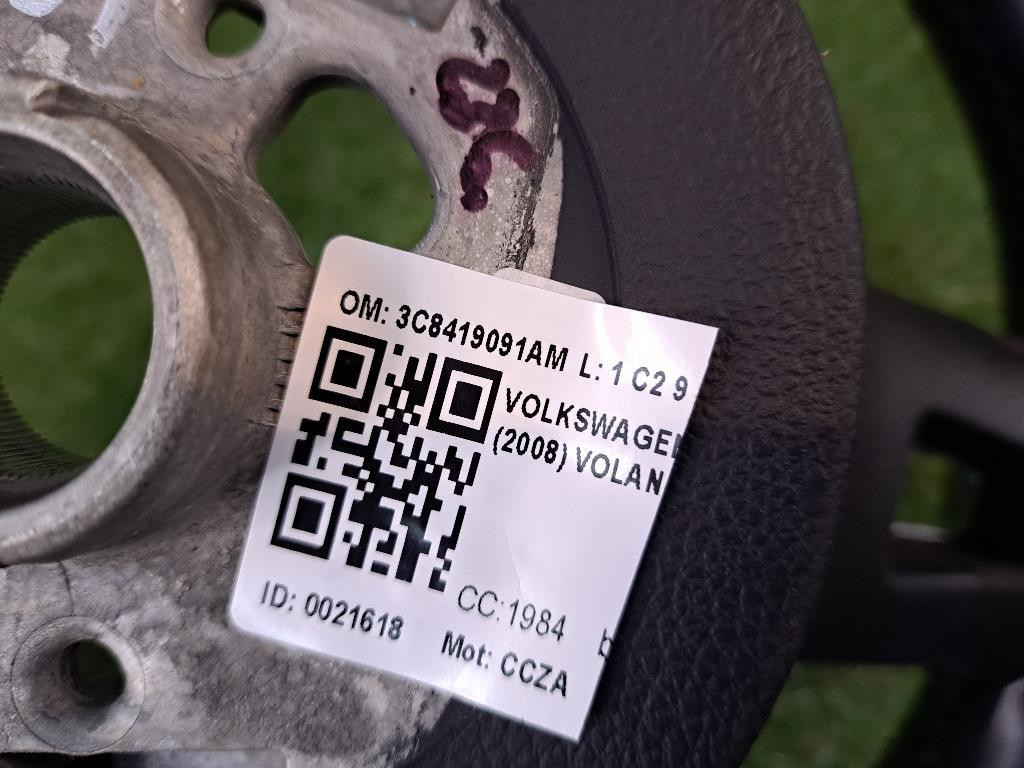 OM: 3C8419091AM L: 1 C2 9
VOLKSWAGEN
(2008) VOLAN
CC:1984
ID: 0021618
Mot: CCZA